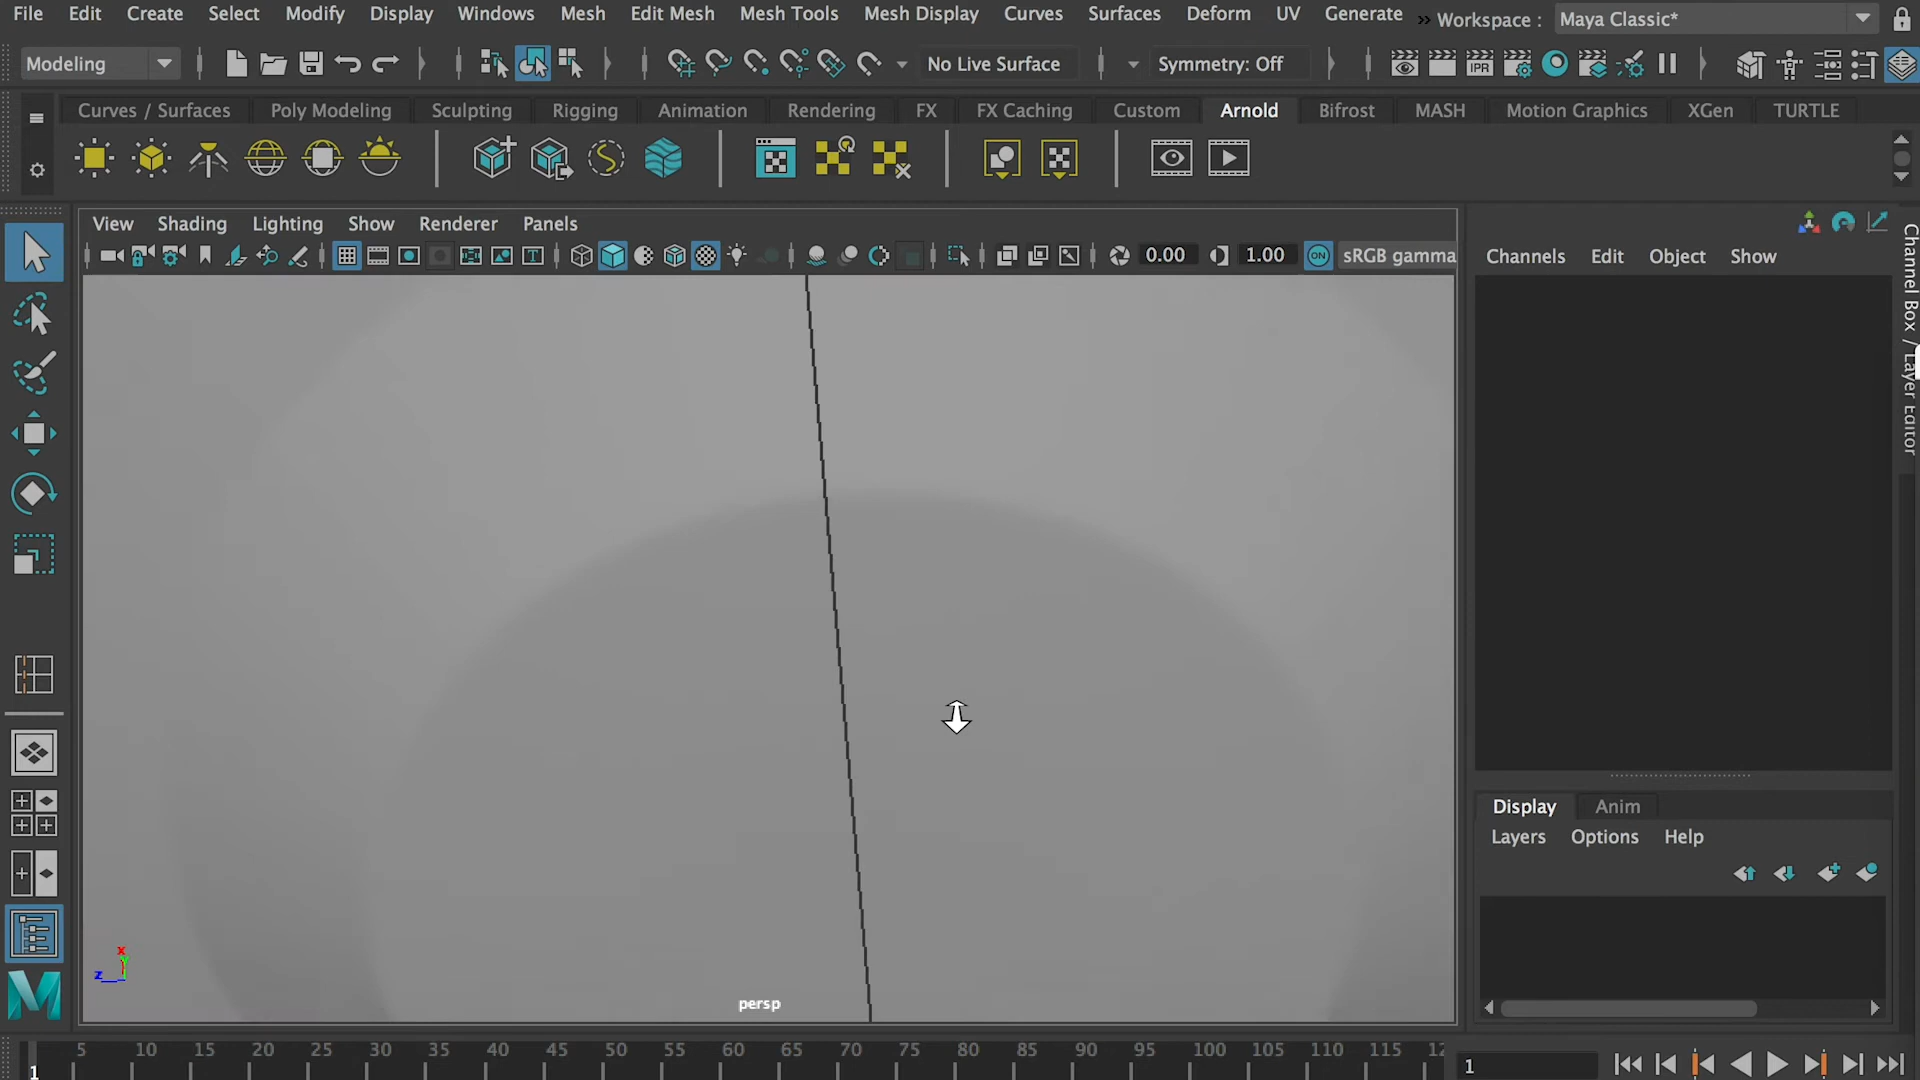 File Edit Create Select Modify Display Windows Mesh Edit Mesh Mesh Tools Mesh Display Curves Surfaces Deform UV Generate » Workspace : Maya Classic*
Modeling No Live Surface Symmetry: Off
IPR
Curves / Surfaces Poly Modeling Sculpting Rigging Animation Rendering FX FX Caching Custom Arnold Bifrost MASH Motion Graphics XGen TURTLE
View Shading Lighting Show Renderer Panels
0.00 1.00 ON sRGB gamma
Channels Edit Object Show
Channel Box / Layer Editor
Display Anim
Layers Options Help
x
z
persp
5 10 15 20 25 30 35 40 45 50 55 60 65 70 75 80 85 90 95 100 105 110 115 12
1 1